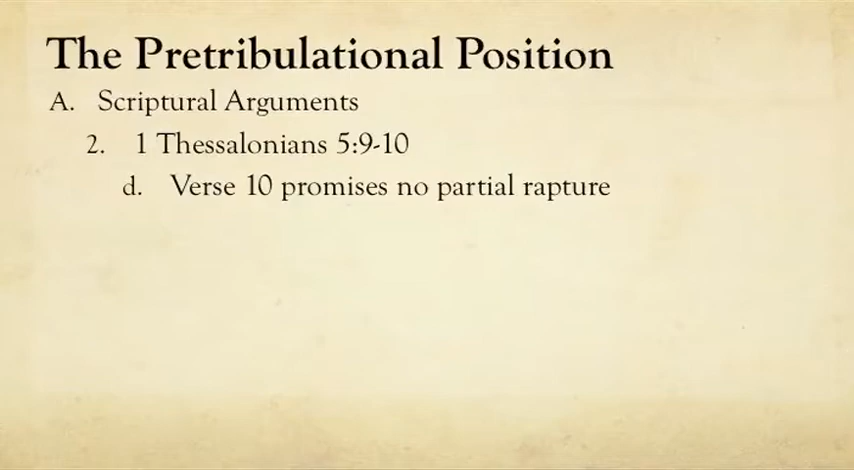 The Pretribulational Position
A. Scriptural Arguments
2. 1 Thessalonians 5:9-10
d. Verse 10 promises no partial rapture